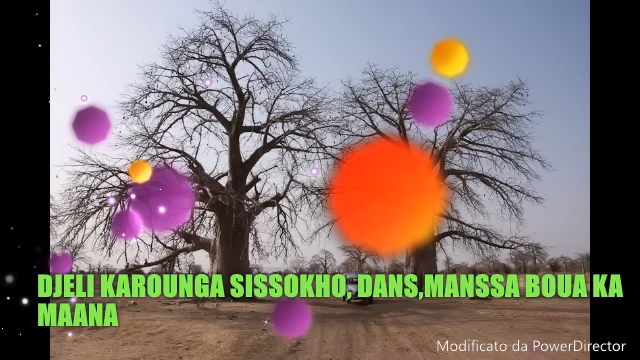 DJELI KAROUNGA SISSOKHO, DANS,MANSSA BOUA KA
MAANA
Modificato da PowerDirector